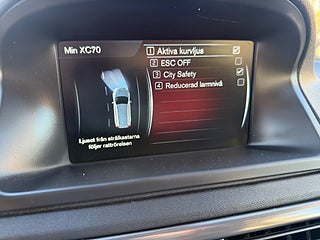 Min XC70
1 Aktiva kurvljus
2 ESC OFF
3 City Safety
4 Reducerad larmnivå
Ljuset från strålkastarna
följer rattrörelsen